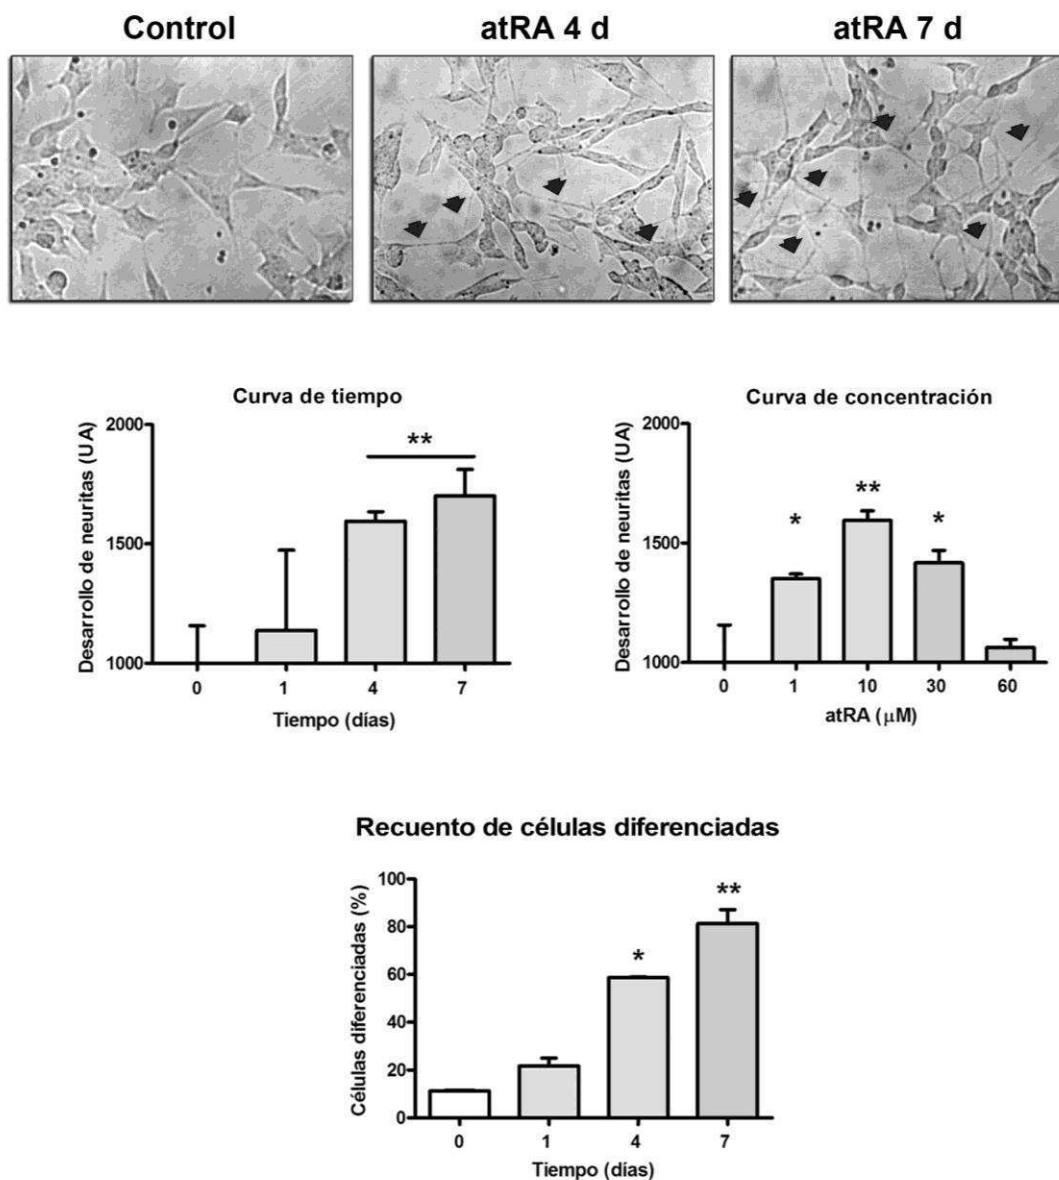 Control
atRA 4 d
atRA 7 d
Curva de tiempo
Desarrollo de neuritas (UA)
2000
1500
1000
**
0 1 4 7
Tiempo (días)
Curva de concentración
Desarrollo de neuritas (UA)
2000
1500
1000
* ** *
0 1 10 30 60
atRA (μM)
Recuento de células diferenciadas
Células diferenciadas (%)
100
80
60
40
20
0
* **
0 1 4 7
Tiempo (días)